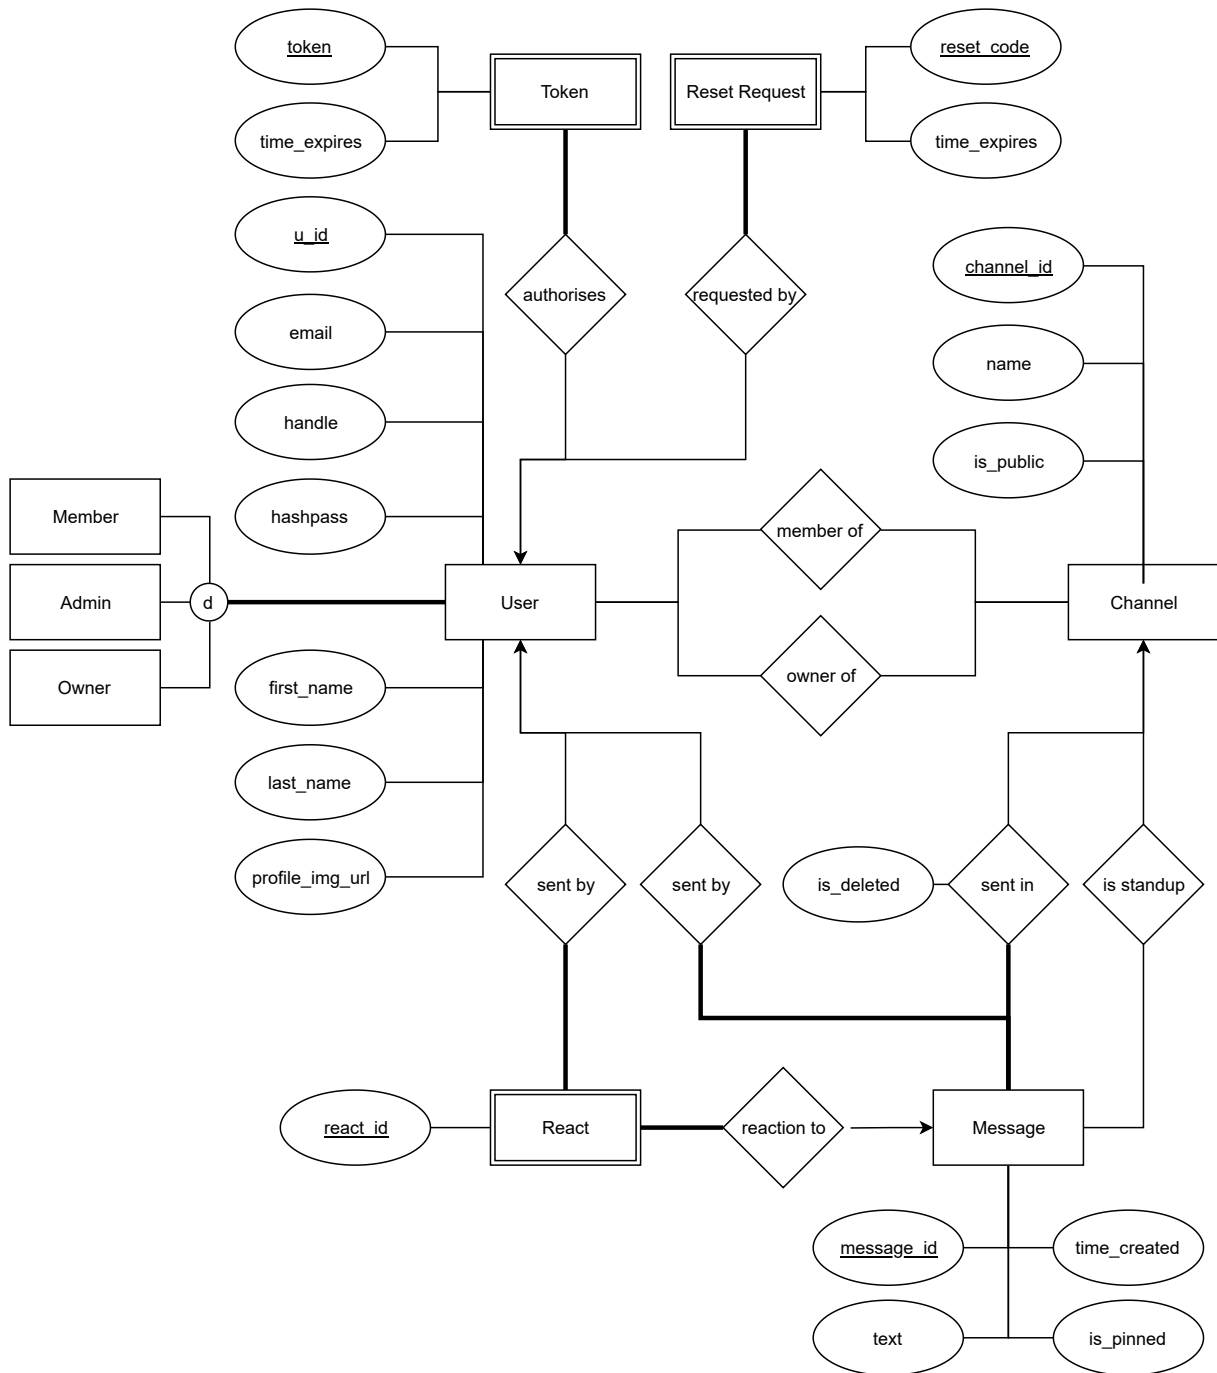 token
Token
Reset Request
reset_code
time_expires
time_expires
u_id
authorises
requested by
channel_id
email
name
handle
is_public
Member
hashpass
member of
Admin
d
User
Channel
Owner
first_name
owner of
last_name
profile_img_url
sent by
sent by
is_deleted
sent in
is standup
react_id
React
reaction to
Message
message_id
time_created
text
is_pinned